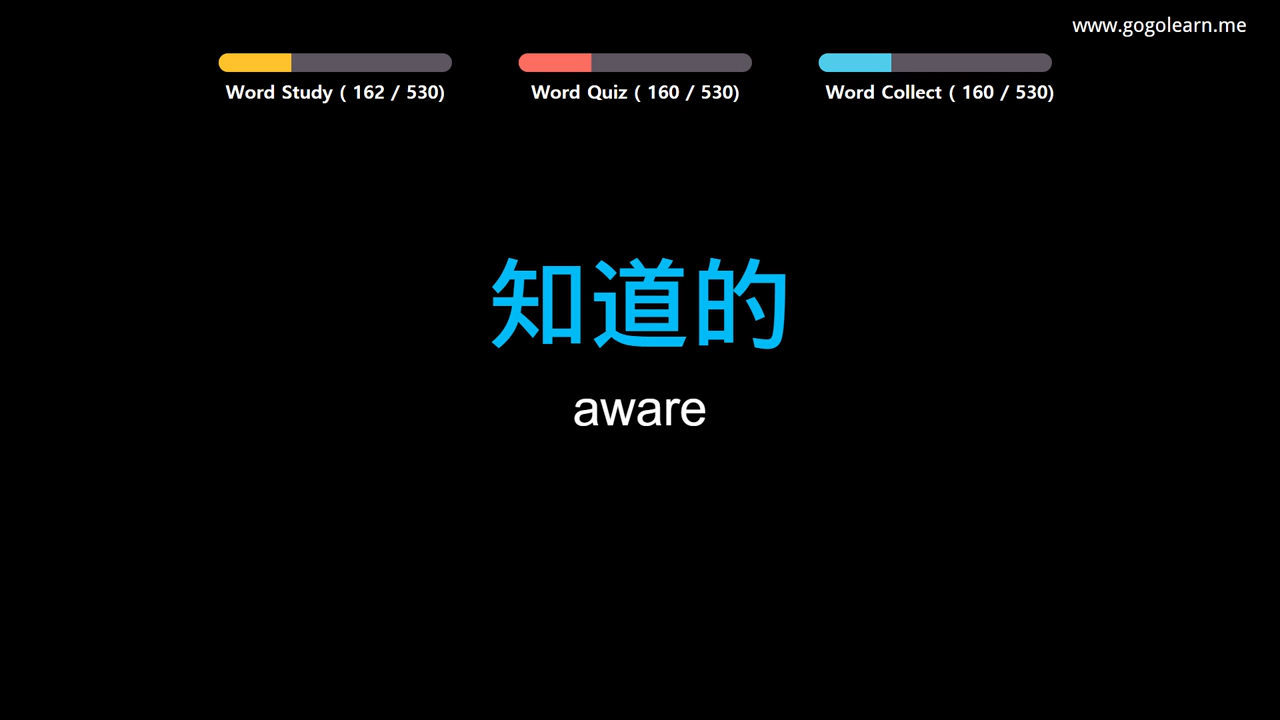 www.gogolearn.me
Word Study ( 162 / 530)
Word Quiz ( 160 / 530)
Word Collect ( 160 / 530)
知道的
aware